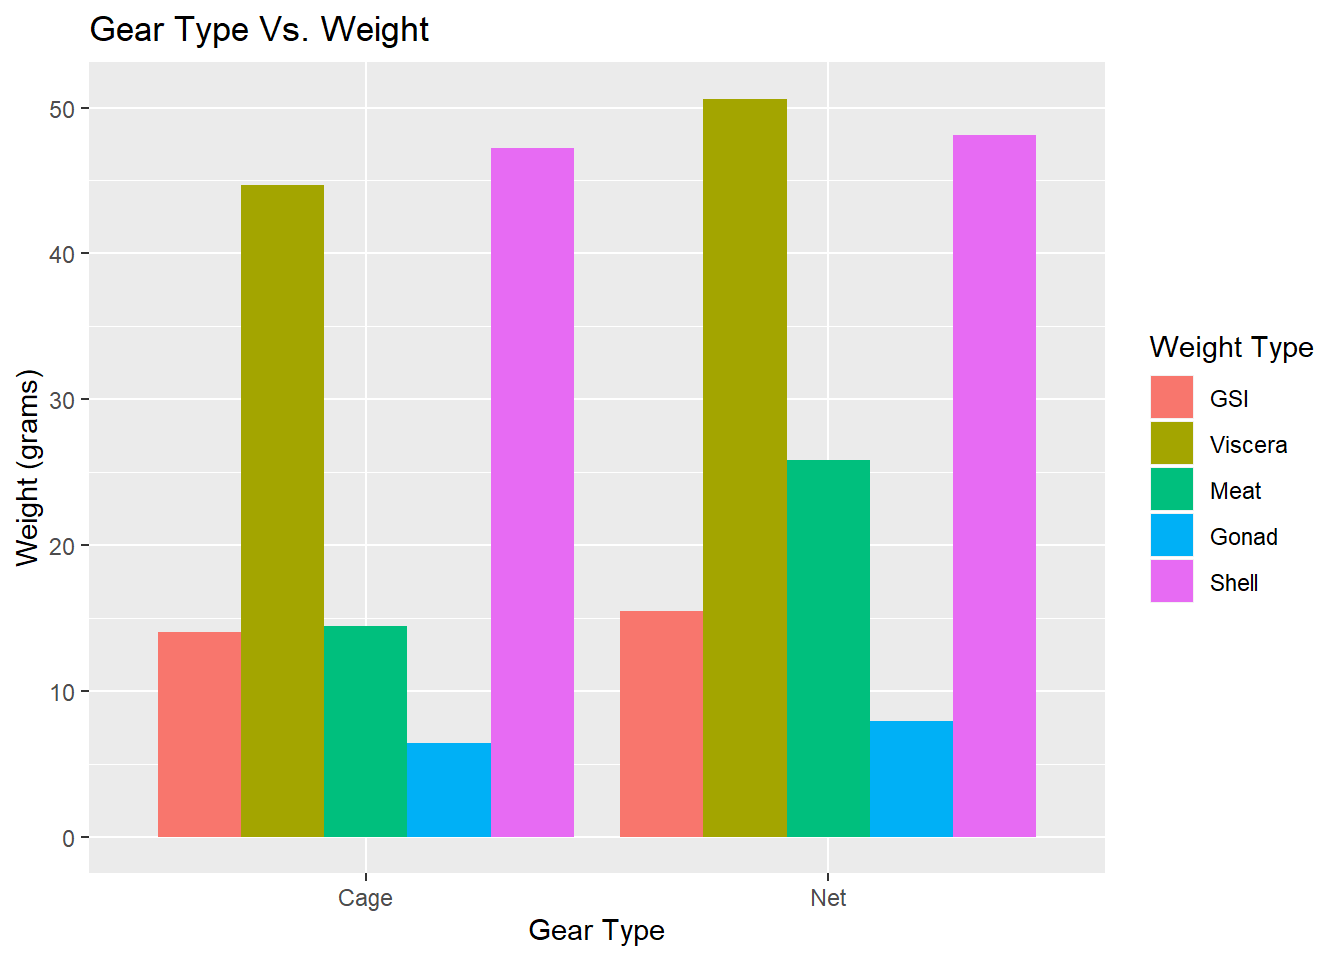 Gear Type Vs. Weight
50
40
30
20
10
0
Weight (grams)
Cage
Net
Gear Type
Weight Type
GSI
Viscera
Meat
Gonad
Shell